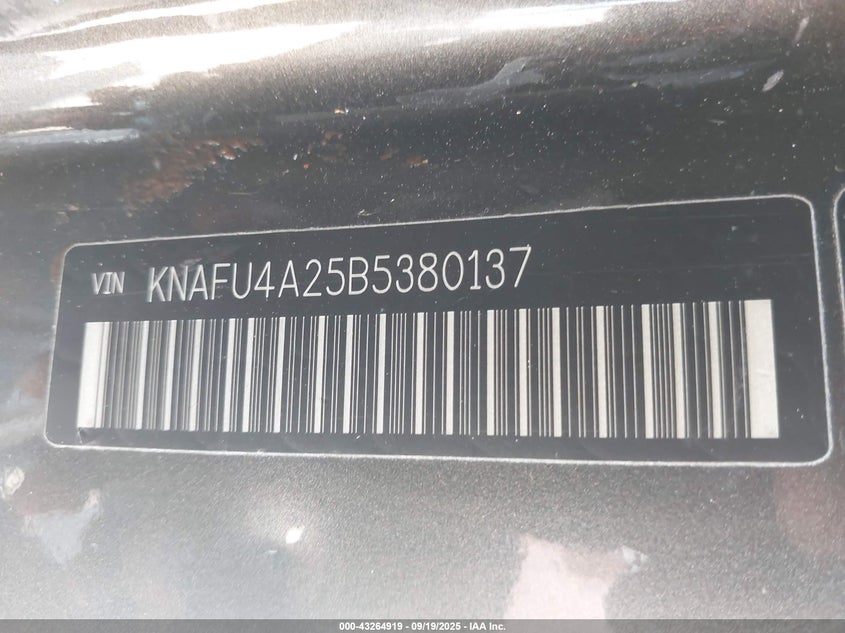 VIN KNAFU4A25B5380137
000-43264919 | 09/19/2025 - IAA Inc.